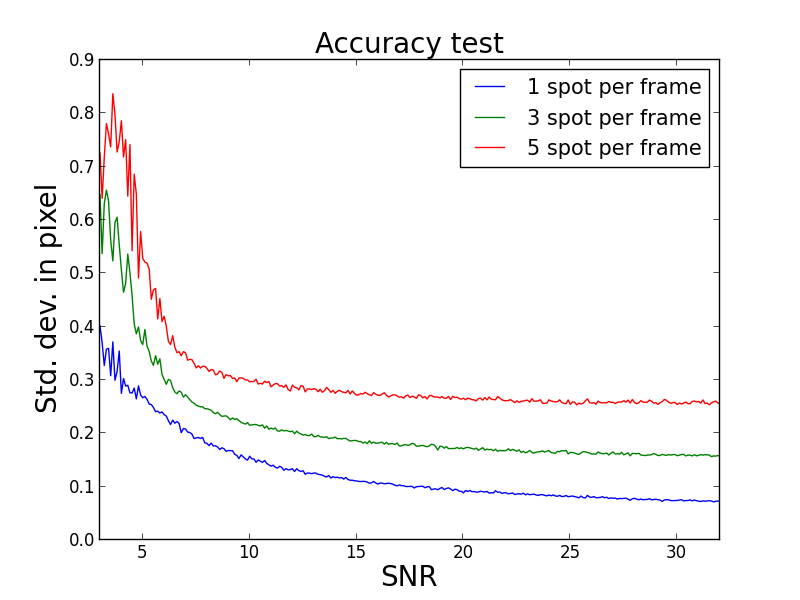 Accuracy test
1 spot per frame
3 spot per frame
5 spot per frame
Std. dev. in pixel
0.9
0.8
0.7
0.6
0.5
0.4
0.3
0.2
0.1
0.0
5 10 15 20 25 30
SNR